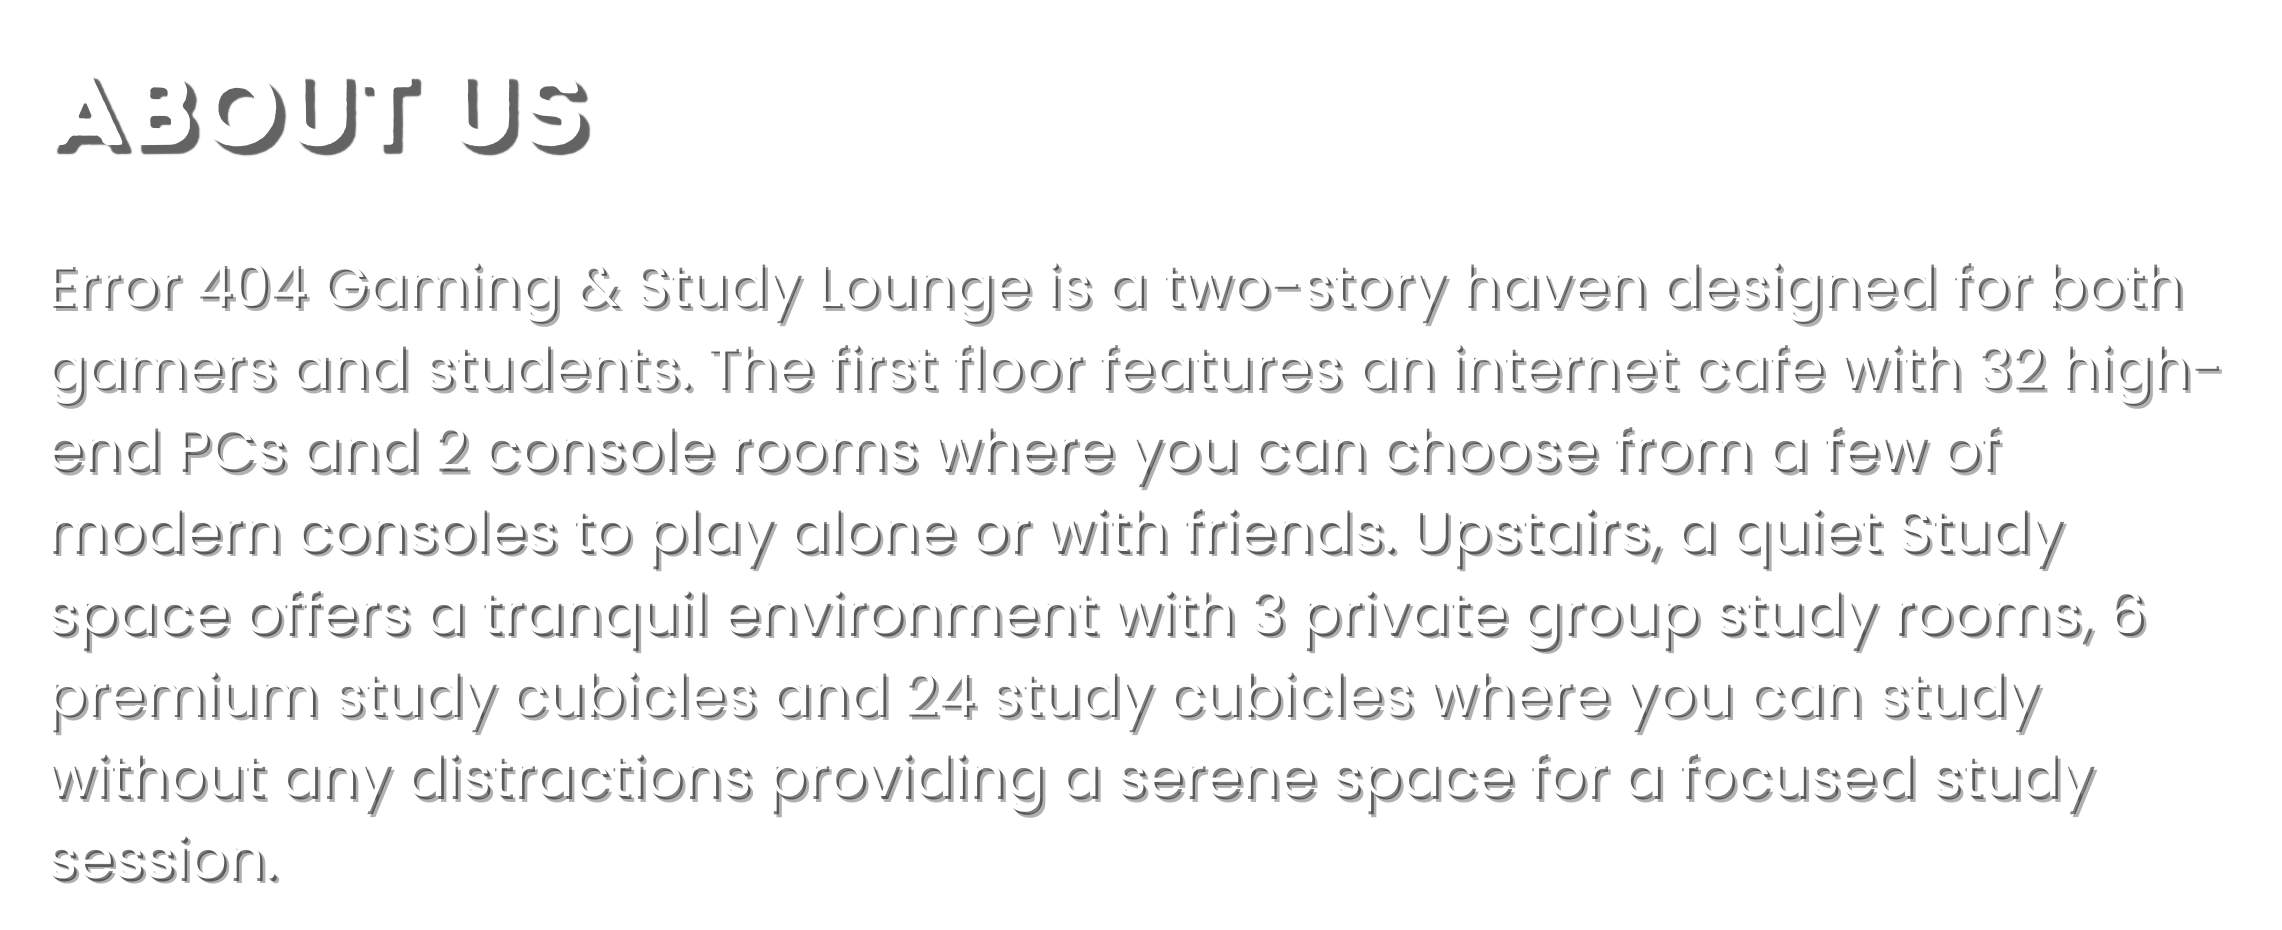 ABOUT US
Error 404 Gaming & Study Lounge is a two-story haven designed for both
gamers and students. The first floor features an internet cafe with 32 high-
end PCs and 2 console rooms where you can choose from a few of
modern consoles to play alone or with friends. Upstairs, a quiet Study
space offers a tranquil environment with 3 private group study rooms, 6
premium study cubicles and 24 study cubicles where you can study
without any distractions providing a serene space for a focused study
session.